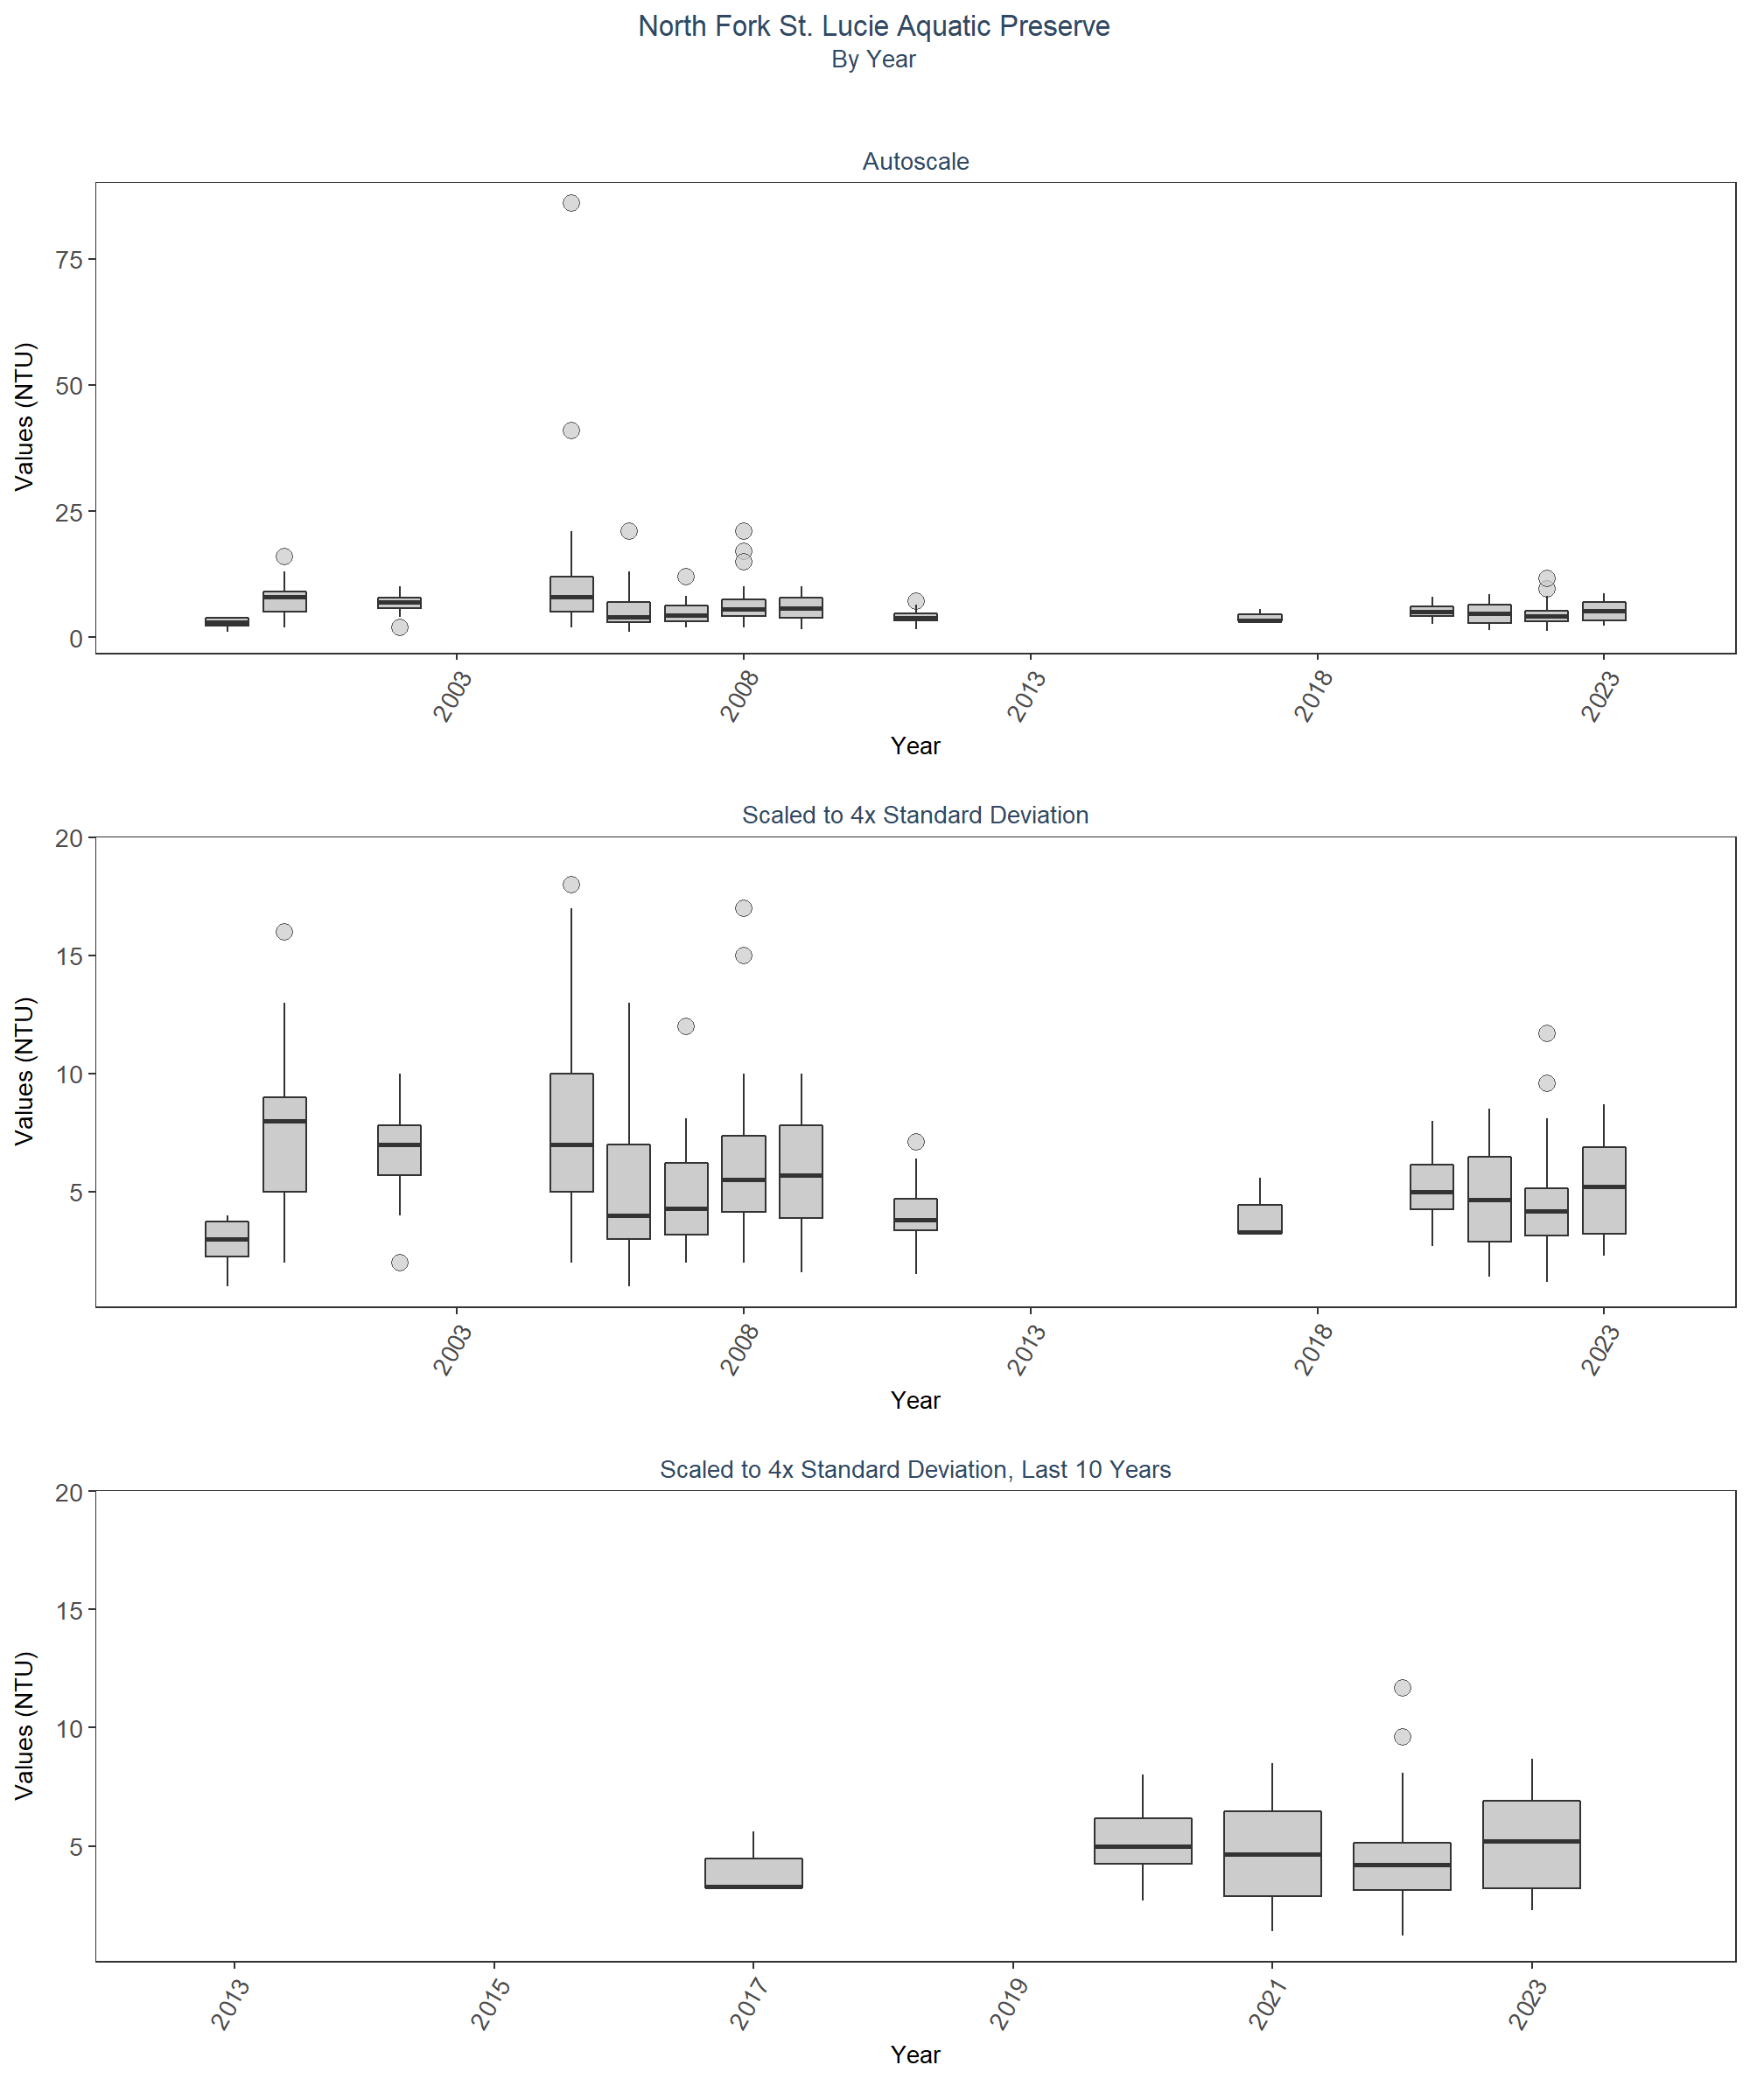 North Fork St. Lucie Aquatic Preserve
By Year
Autoscale
Values (NTU)
75
50
25
0
2003 2008 2013 2018 2023
Year
Scaled to 4x Standard Deviation
Values (NTU)
20
15
10
5
2003 2008 2013 2018 2023
Year
Scaled to 4x Standard Deviation, Last 10 Years
Values (NTU)
20
15
10
5
2013 2015 2017 2019 2021 2023
Year